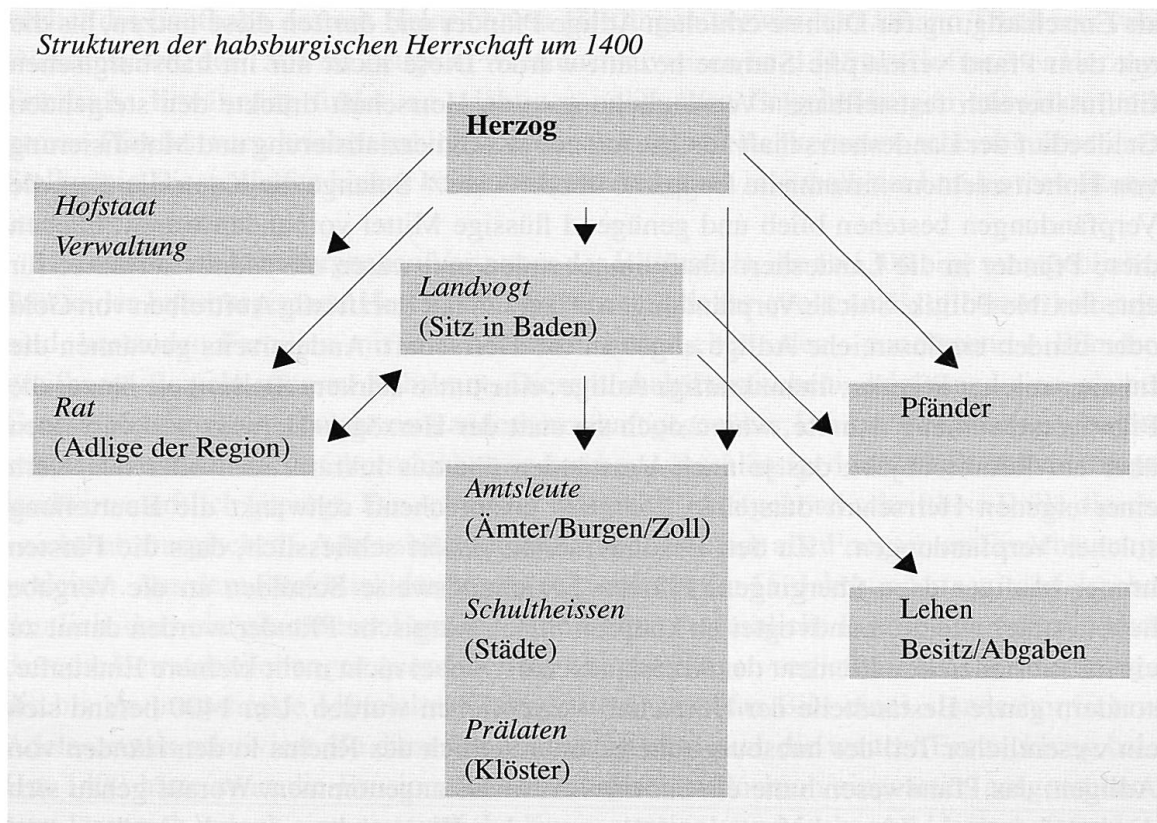 Strukturen der habsburgischen Herrschaft um 1400
Herzog
Hofstaat
Verwaltung
Landvogt
(Sitz in Baden)
Rat
(Adlige der Region)
Pfänder
Amtsleute
(Ämter/Burgen/Zoll)
Schultheissen
(Städte)
Lehen
Besitz/Abgaben
Prälaten
(Klöster)